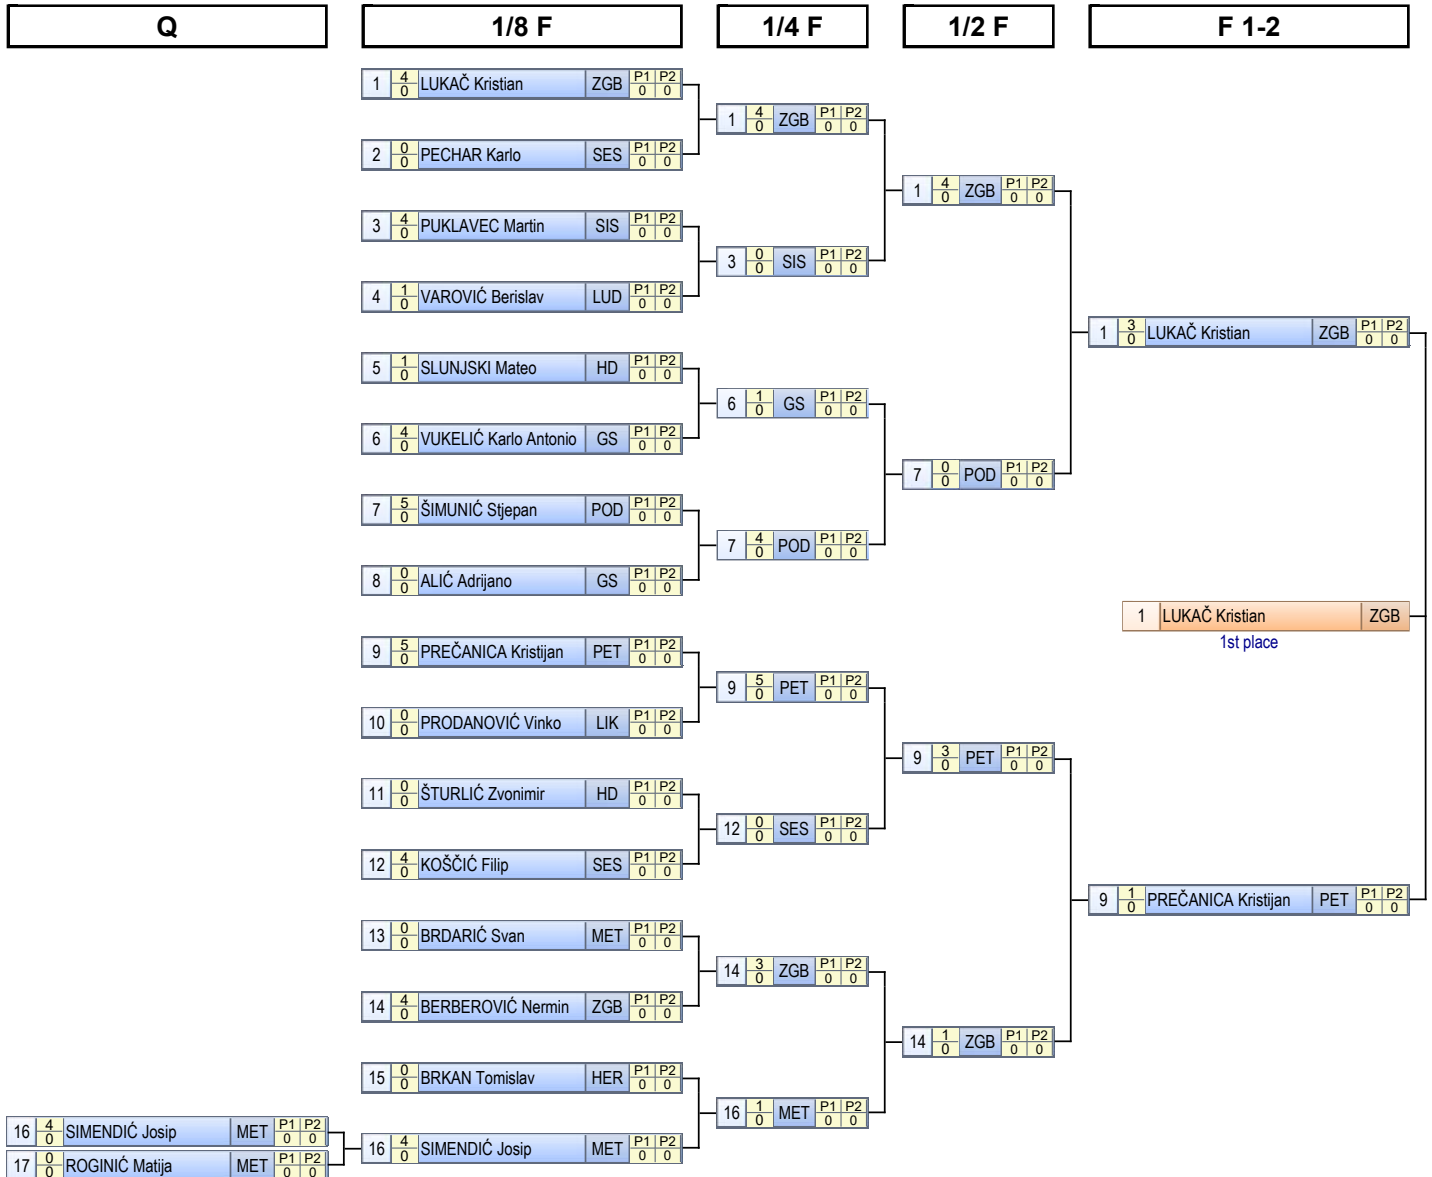 Q 1/8 F 1/4 F 1/2 F F 1-2
1 4 0 LUKAČ Kristian ZGB P1 P2 0 0
1 4 0 ZGB P1 P2 0 0
2 0 0 PECHAR Karlo SES P1 P2 0 0
1 4 0 ZGB P1 P2 0 0
3 4 0 PUKLAVEC Martin SIS P1 P2 0 0
3 0 0 SIS P1 P2 0 0
4 1 0 VAROVIĆ Berislav LUD P1 P2 0 0
1 3 0 LUKAČ Kristian ZGB P1 P2 0 0
5 1 0 SLUNJSKI Mateo HD P1 P2 0 0
6 1 0 GS P1 P2 0 0
6 4 0 VUKELIĆ Karlo Antonio GS P1 P2 0 0
7 0 0 POD P1 P2 0 0
7 5 0 ŠIMUNIĆ Stjepan POD P1 P2 0 0
7 4 0 POD P1 P2 0 0
8 0 0 ALIĆ Adrijano GS P1 P2 0 0
1 LUKAČ Kristian ZGB
1st place
9 5 0 PREČANICA Kristijan PET P1 P2 0 0
9 5 0 PET P1 P2 0 0
10 0 0 PRODANOVIĆ Vinko LIK P1 P2 0 0
9 3 0 PET P1 P2 0 0
11 0 0 ŠTURLIĆ Zvonimir HD P1 P2 0 0
12 0 0 SES P1 P2 0 0
12 4 0 KOŠČIĆ Filip SES P1 P2 0 0
9 1 0 PREČANICA Kristijan PET P1 P2 0 0
13 0 0 BRDARIĆ Svan MET P1 P2 0 0
14 3 0 ZGB P1 P2 0 0
14 4 0 BERBEROVIĆ Nermin ZGB P1 P2 0 0
14 1 0 ZGB P1 P2 0 0
15 0 0 BRKAN Tomislav HER P1 P2 0 0
16 1 0 MET P1 P2 0 0
16 4 0 SIMENDIĆ Josip MET P1 P2 0 0
16 4 0 SIMENDIĆ Josip MET P1 P2 0 0
17 0 0 ROGINIĆ Matija MET P1 P2 0 0